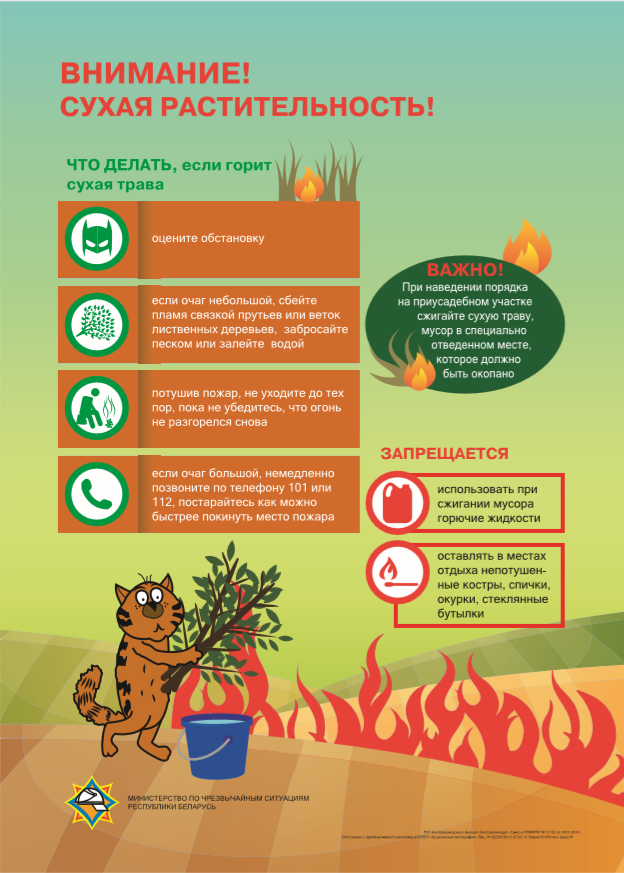 ВНИМАНИЕ!
СУХАЯ РАСТИТЕЛЬНОСТЬ!
ЧТО ДЕЛАТЬ, если горит
сухая трава
оцените обстановку
если очаг небольшой, сбейте
пламя связкой прутьев или веток
лиственных деревьев, забросайте
песком или залейте водой
потушив пожар, не уходите до тех
пор, пока не убедитесь, что огонь
не разгорелся снова
если очаг большой, немедленно
позвоните по телефону 101 или
112, постарайтесь как можно
быстрее покинуть место пожара
ВАЖНО!
При наведении порядка
на приусадебном участке
сжигайте сухую траву,
мусор в специально
отведенном месте,
которое должно
быть окопано
ЗАПРЕЩАЕТСЯ
использовать при
сжигании мусора
горючие жидкости
оставлять в местах
отдыха непотушен-
ные костры, спички,
окурки, стеклянные
бутылки
МИНИСТЕРСТВО ПО ЧРЕЗВЫЧАЙНЫМ СИТУАЦИЯМ
РЕСПУБЛИКИ БЕЛАРУСЬ